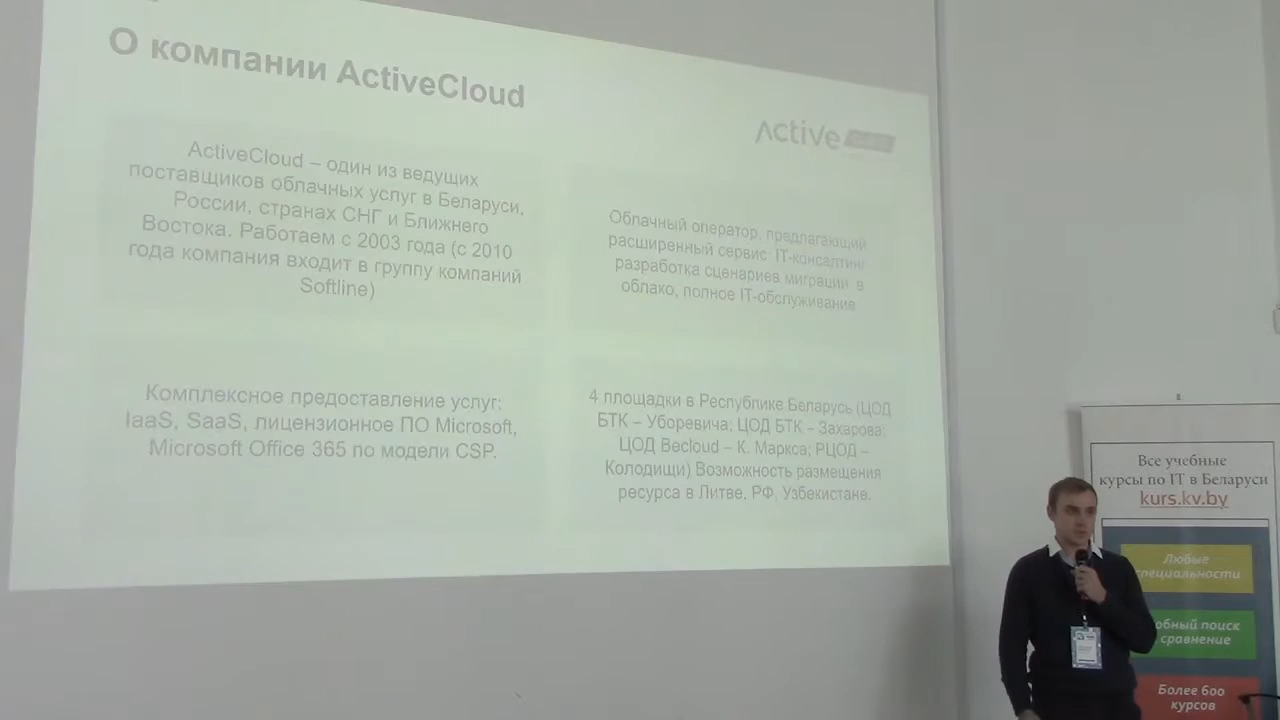 О компании ActiveCloud
Active
ActiveCloud – один из ведущих
поставщиков облачных услуг в Беларуси,
России, странах СНГ и Ближнего
Востока. Работаем с 2003 года (с 2010
года компания входит в группу компаний
Softline)
Облачный оператор, предлагающий
расширенный сервис: IT-консалтинг
разработка сценариев миграции в
облако, полное IT-обслуживание
Комплексное предоставление услуг:
IaaS, SaaS, лицензионное ПО Microsoft,
Microsoft Office 365 по модели CSP.
4 площадки в Республике Беларусь (ЦОД
БТК – Уборевича; ЦОД БТК – Захарова;
ЦОД Becloud – К. Маркса; РЦОД –
Колодищи) Возможность размещения
ресурса в Литве, РФ, Узбекистане.
Все учебные
курсы по IT в Беларуси
kurs.kv.by
Любые
специальности
обный поиск
сравнение
Более 600
курсов